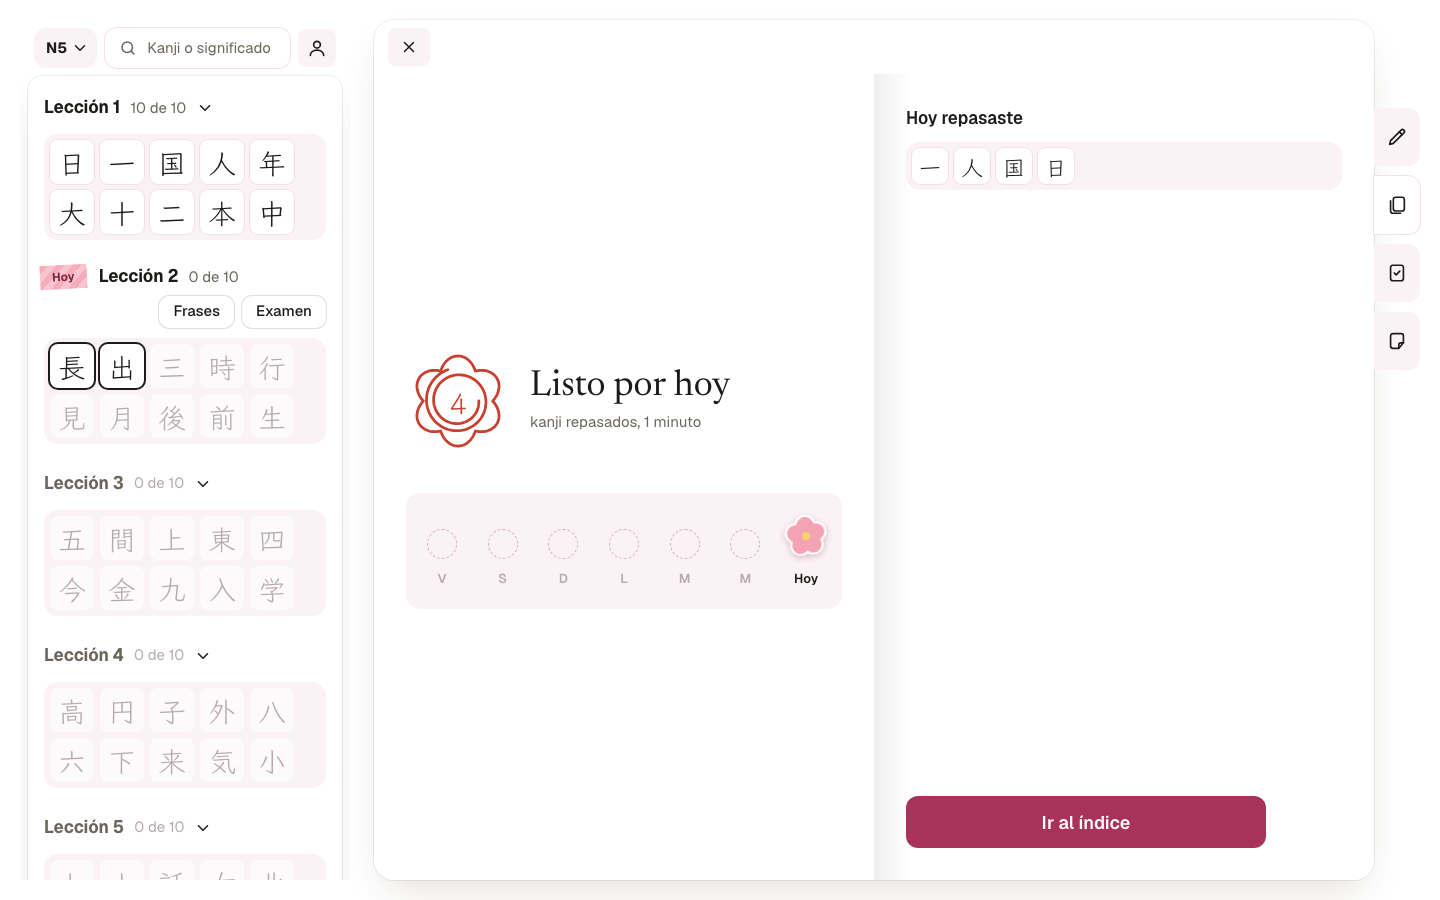 N5
Kanji o significado
Lección 1 10 de 10
日 一 国 人 年
大 十 二 本 中
Hoy Lección 2 0 de 10
Frases Examen
長 出 三 時 行
見 月 後 前 生
Lección 3 0 de 10
五 間 上 東 四
今 金 九 入 学
Lección 4 0 de 10
高 円 子 外 八
六 下 来 気 小
Lección 5 0 de 10
4
Listo por hoy
kanji repasados, 1 minuto
V S D L M M Hoy
Hoy repasaste
一 人 国 日
Ir al índice